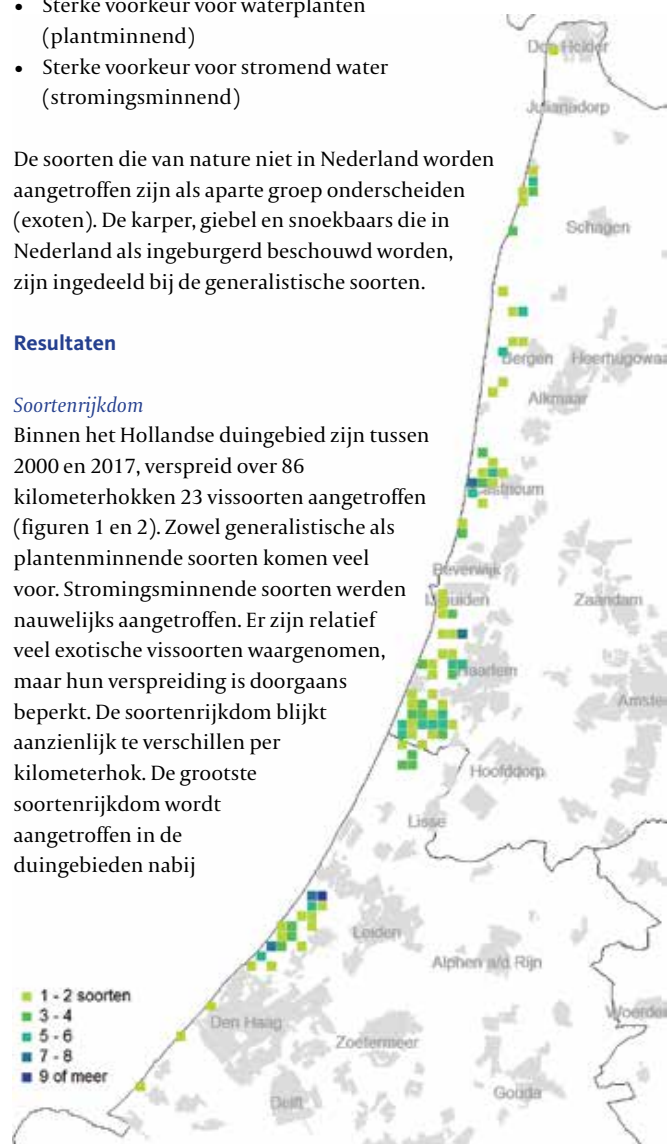 • Sterke voorkeur voor waterplanten
(plantminnend)
• Sterke voorkeur voor stromend water
(stromingsminnend)
De soorten die van nature niet in Nederland worden
aangetroffen zijn als aparte groep onderscheiden
(exoten). De karper, giebel en snoekbaars die in
Nederland als ingeburgerd beschouwd worden,
zijn ingedeeld bij de generalistische soorten.
Resultaten
Soortenrijkdom
Binnen het Hollandse duingebied zijn tussen
2000 en 2017, verspreid over 86
kilometerhokken 23 vissoorten aangetroffen
(figuren 1 en 2). Zowel generalistische als
plantenminnende soorten komen veel
voor. Stromingsminnende soorten werden
nauwelijks aangetroffen. Er zijn relatief
veel exotische vissoorten waargenomen,
maar hun verspreiding is doorgaans
beperkt. De soortenrijkdom blijkt
aanzienlijk te verschillen per
kilometerhok. De grootste
soortenrijkdom wordt
aangetroffen in de
duingebieden nabij
Den Helder
Julianadorp
Schagen
Bergen
Heerhugowaa
Alkmaar
Castricum
Beverwijk
IJmuiden
Zaandam
Haarlem
Amste
Hoofddorp
Lisse
Leiden
Alphen a/d Rijn
Den Haag
Zoetermeer
Woerde
Gouda
Delft
1 - 2 soorten
3 - 4
5 - 6
7 - 8
9 of meer